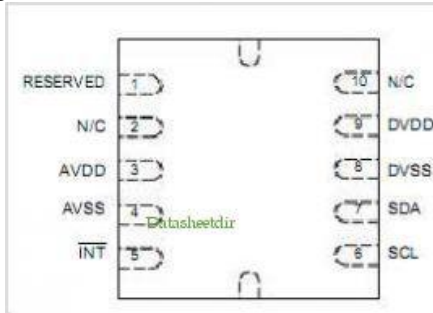 RESERVED 1 10 N/C
N/C 2 9 DVDD
AVDD 3 8 DVSS
AVSS 4 7 SDA
Datasheetdir
INT 5 6 SCL